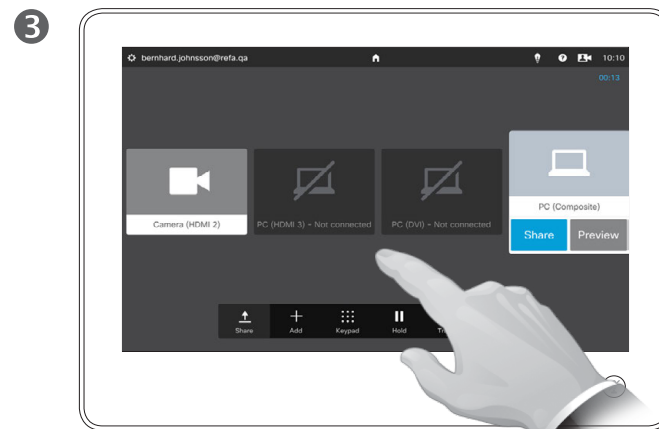 3
bernhard.johnsson@refa.qa 10:10
00:13
Camera (HDMI 2) PC (HDMI 3) - Not connected PC (DVI) - Not connected PC (Composite)
Share Preview
Share Add Keypad Hold